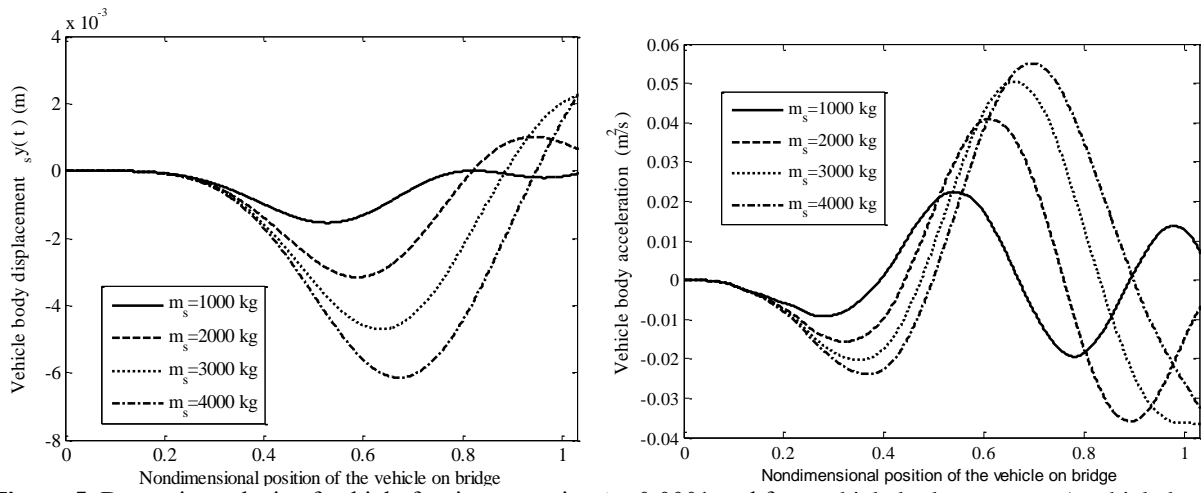 x 10^-3
4
2
0
-2
-4
-6
-8
Vehicle body displacement y_s(t) (m)
m_s=1000 kg
m_s=2000 kg
m_s=3000 kg
m_s=4000 kg
0 0.2 0.4 0.6 0.8 1
Nondimensional position of the vehicle on bridge
0.06
0.05
0.04
0.03
0.02
0.01
0
-0.01
-0.02
-0.03
-0.04
Vehicle body acceleration (m²/s)
m_s=1000 kg
m_s=2000 kg
m_s=3000 kg
m_s=4000 kg
0 0.2 0.4 0.6 0.8 1
Nondimensional position of the vehicle on bridge